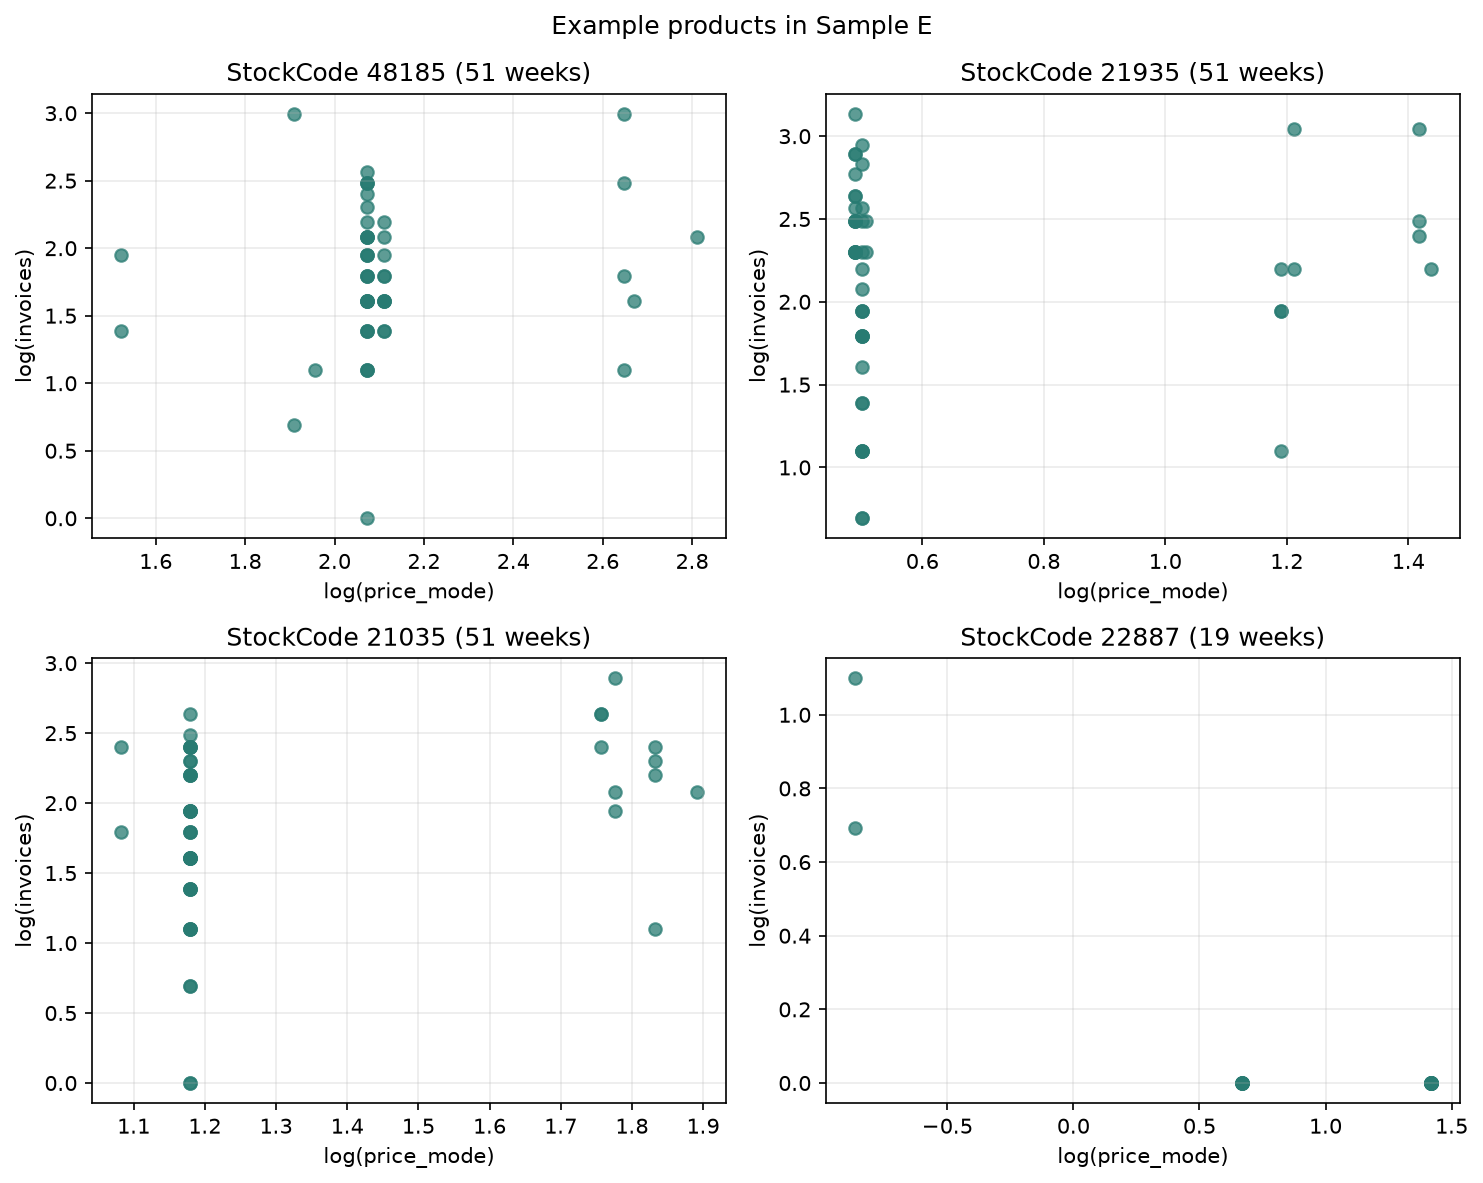 Example products in Sample E
StockCode 48185 (51 weeks)
3.0
2.5
2.0
1.5
1.0
0.5
0.0
log(invoices)
1.6 1.8 2.0 2.2 2.4 2.6 2.8
log(price_mode)
StockCode 21935 (51 weeks)
3.0
2.5
2.0
1.5
1.0
log(invoices)
0.6 0.8 1.0 1.2 1.4
log(price_mode)
StockCode 21035 (51 weeks)
3.0
2.5
2.0
1.5
1.0
0.5
0.0
log(invoices)
1.1 1.2 1.3 1.4 1.5 1.6 1.7 1.8 1.9
log(price_mode)
StockCode 22887 (19 weeks)
1.0
0.8
0.6
0.4
0.2
0.0
log(invoices)
−0.5 0.0 0.5 1.0 1.5
log(price_mode)